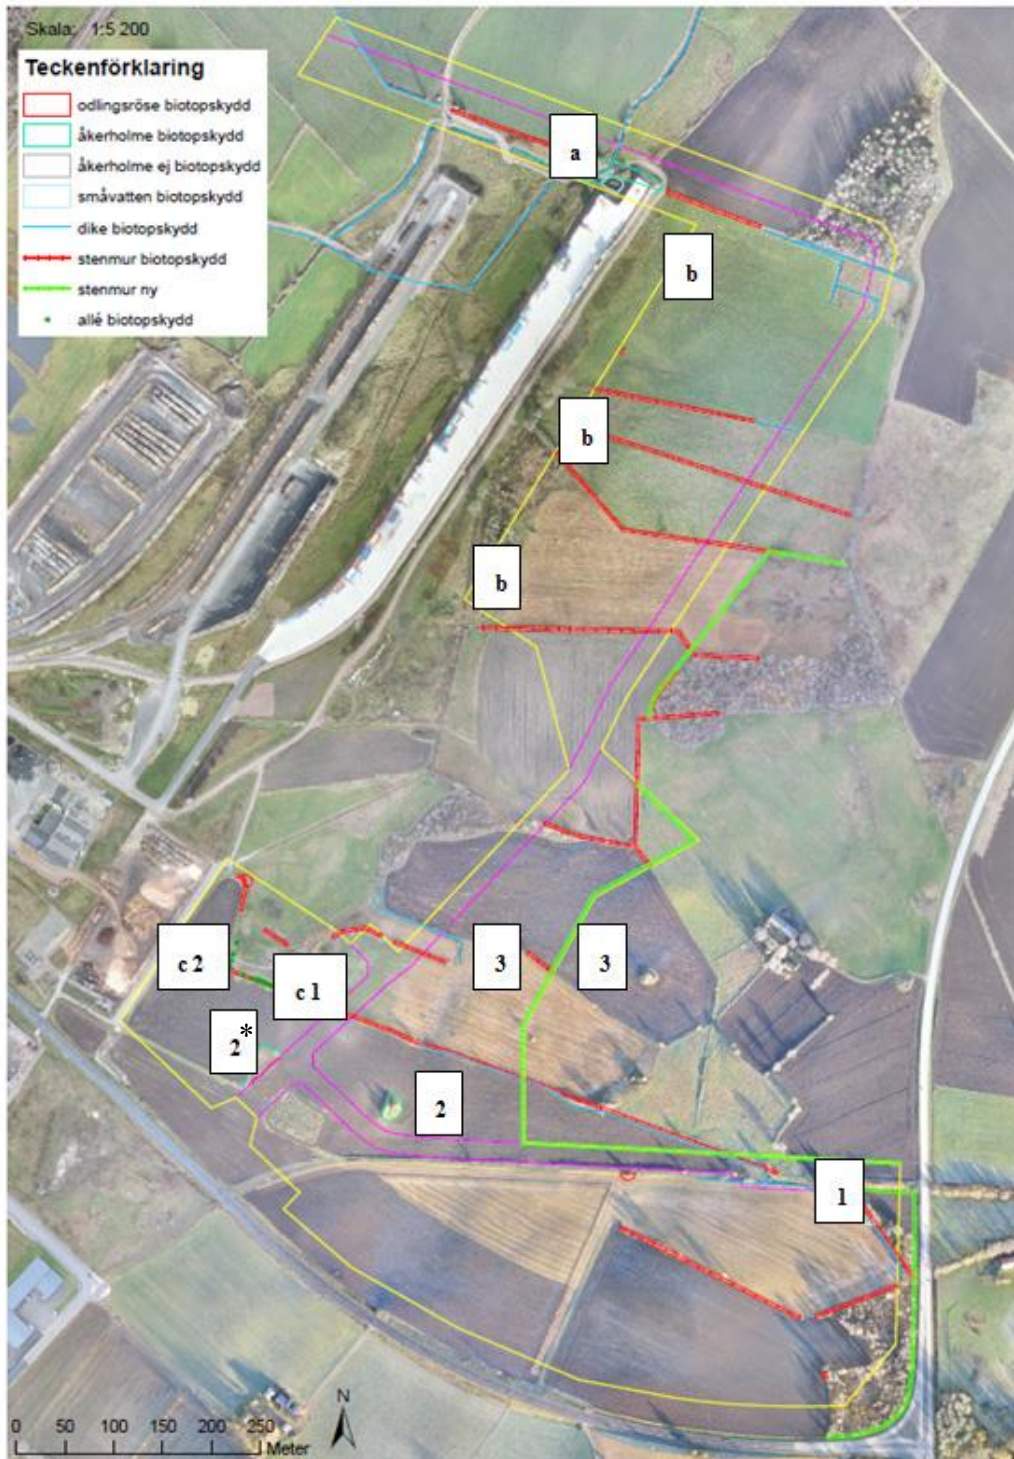 Skala: 1:5 200
Teckenförklaring
odlingsröse biotopskydd
åkerholme biotopskydd
åkerholme ej biotopskydd
småvatten biotopskydd
dike biotopskydd
stenmur biotopskydd
stenmur ny
allé biotopskydd
a
b
b
b
c 2
3
3
c 1
2*
2
1
N
0 50 100 150 200 250
Meter